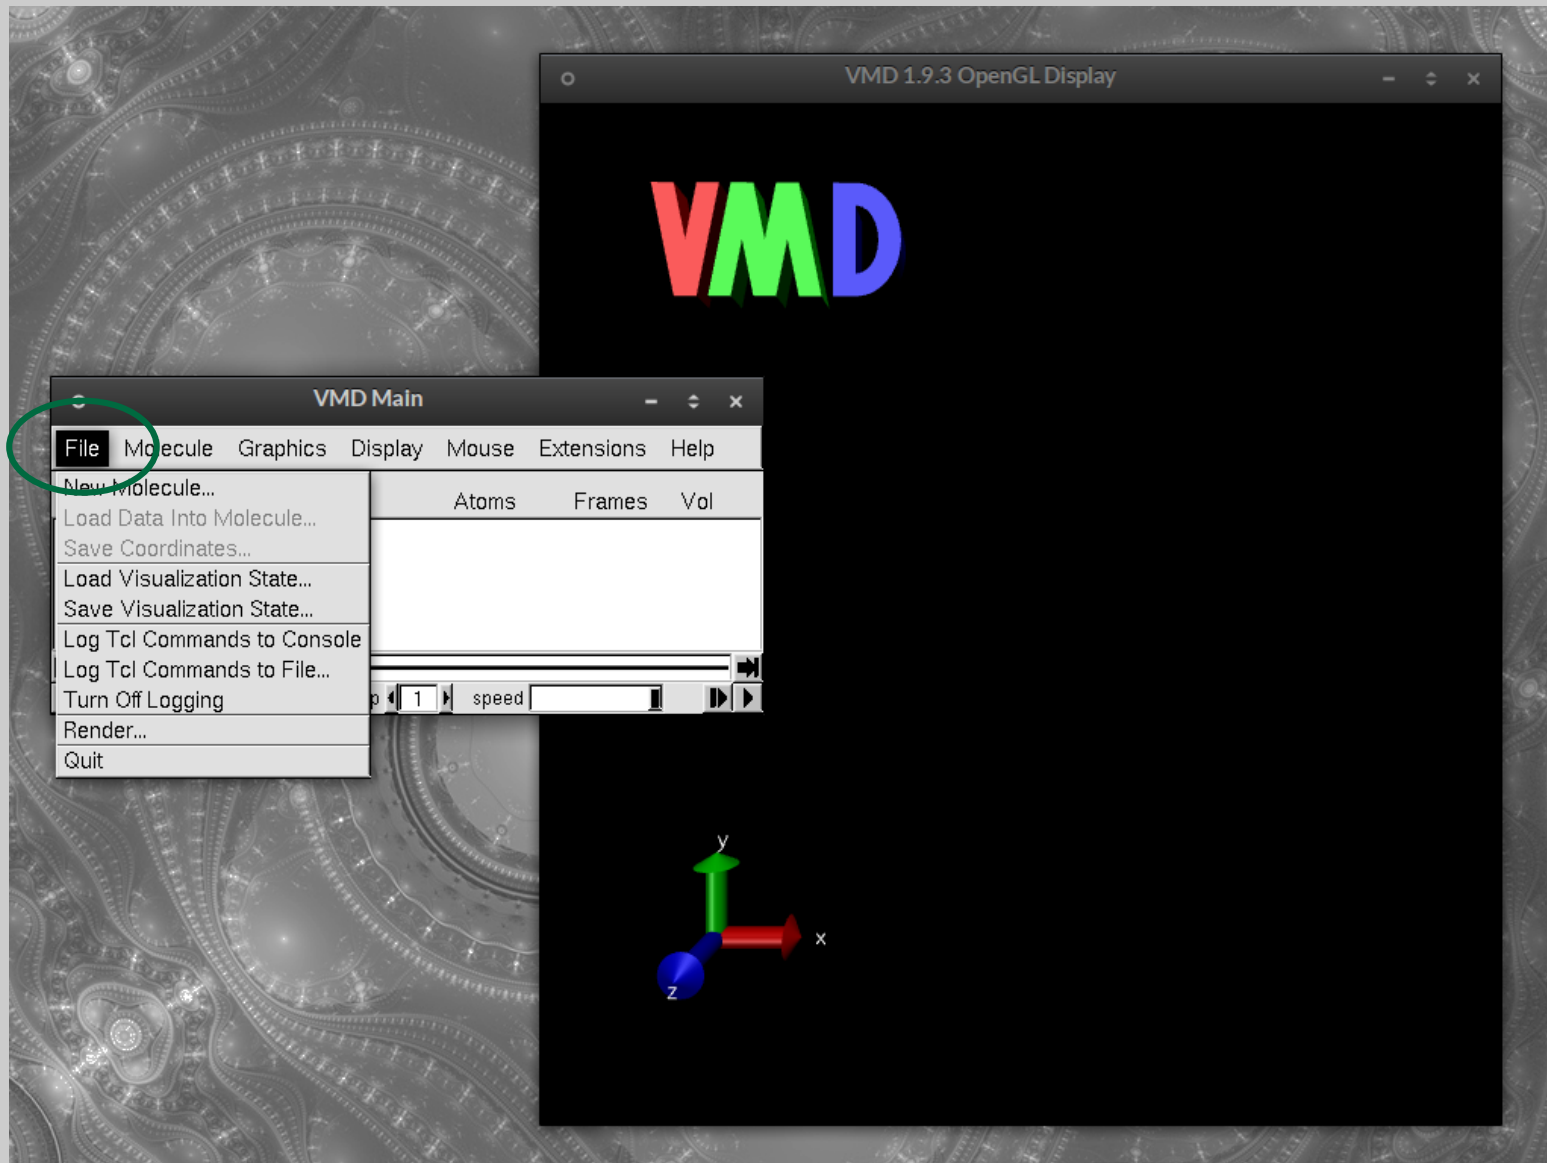 VMD 1.9.3 OpenGL Display
VMD
VMD Main
File Molecule Graphics Display Mouse Extensions Help
New Molecule...
Atoms Frames Vol
Load Data Into Molecule...
Save Coordinates...
Load Visualization State...
Save Visualization State...
Log Tcl Commands to Console
Log Tcl Commands to File...
Turn Off Logging
1 speed
Render...
Quit
y
x
z